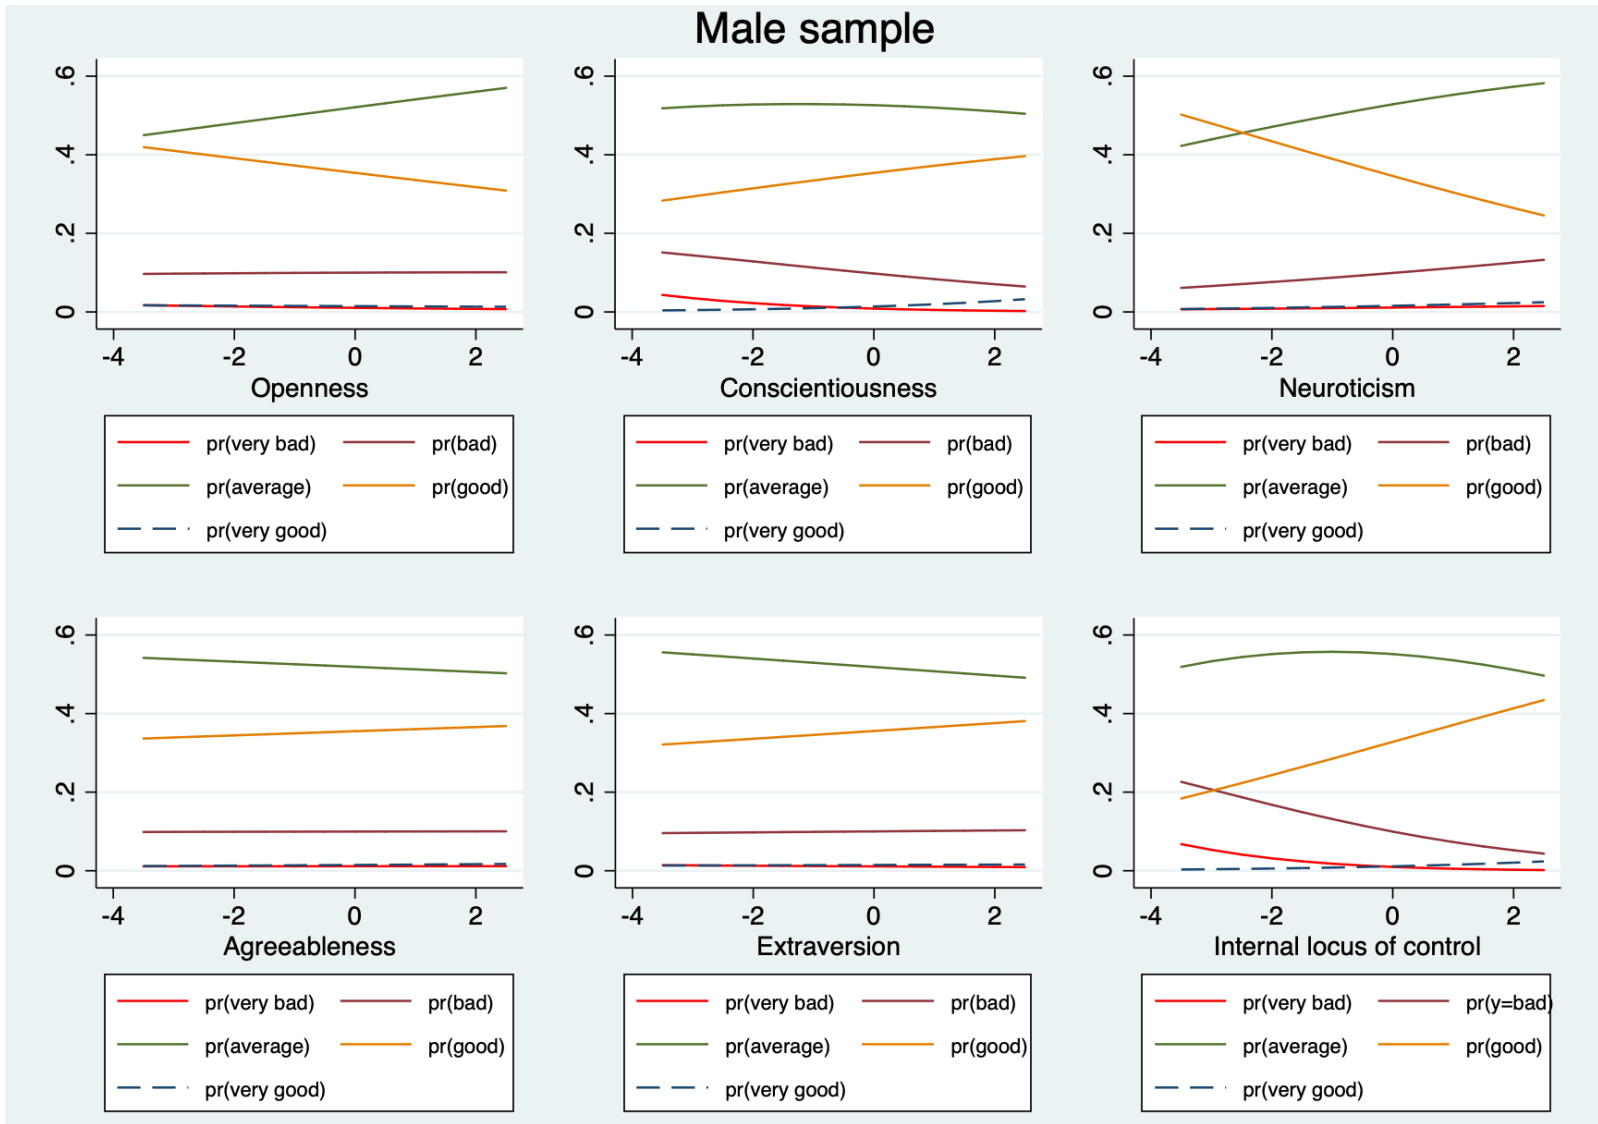 Male sample
.6
.4
.2
0
-4 -2 0 2
Openness
pr(very bad) pr(bad)
pr(average) pr(good)
pr(very good)
.6
.4
.2
0
-4 -2 0 2
Conscientiousness
pr(very bad) pr(bad)
pr(average) pr(good)
pr(very good)
.6
.4
.2
0
-4 -2 0 2
Neuroticism
pr(very bad) pr(bad)
pr(average) pr(good)
pr(very good)
.6
.4
.2
0
-4 -2 0 2
Agreeableness
pr(very bad) pr(bad)
pr(average) pr(good)
pr(very good)
.6
.4
.2
0
-4 -2 0 2
Extraversion
pr(very bad) pr(bad)
pr(average) pr(good)
pr(very good)
.6
.4
.2
0
-4 -2 0 2
Internal locus of control
pr(very bad) pr(y=bad)
pr(average) pr(good)
pr(very good)